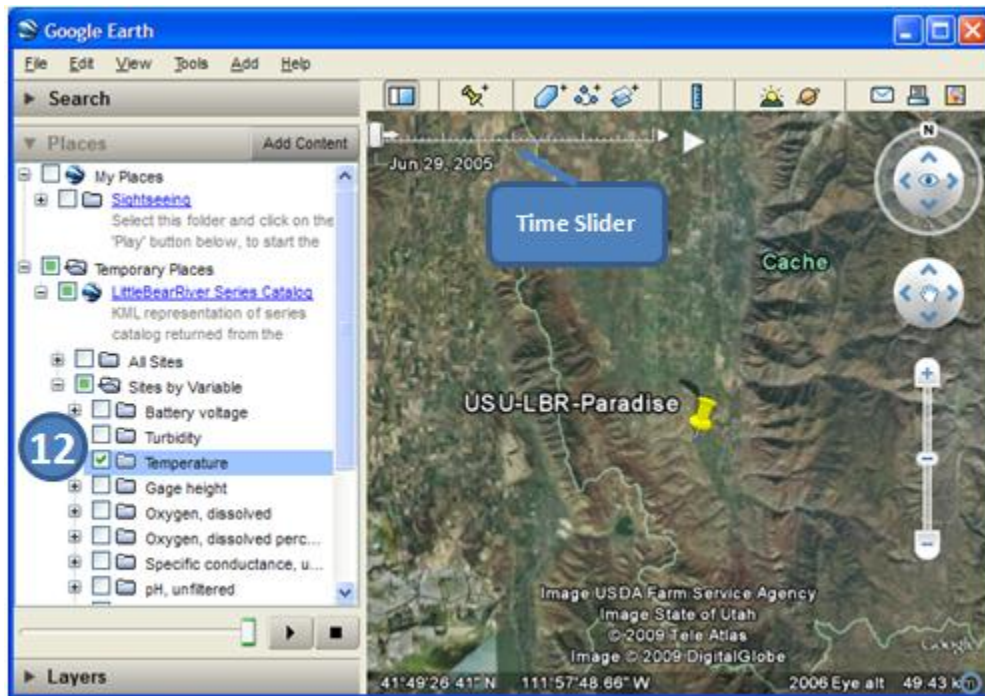 Google Earth
File Edit View Tools Add Help
Search
Places Add Content
My Places
Sightseeing
Select this folder and click on the
'Play' button below, to start the
Temporary Places
LittleBearRiver Series Catalog
KML representation of series
catalog returned from the
All Sites
Sites by Variable
Battery voltage
Turbidity
12
Temperature
Gage height
Oxygen, dissolved
Oxygen, dissolved perc...
Specific conductance, u...
pH, unfiltered
Layers
Jun 29, 2005
Time Slider
N
Cache
USU-LBR-Paradise
Image USDA Farm Service Agency
Image State of Utah
© 2009 Tele Atlas
Image © 2009 DigitalGlobe
Google
41°49'26.41" N 111°57'48.66" W 2006 Eye alt 49.43 km